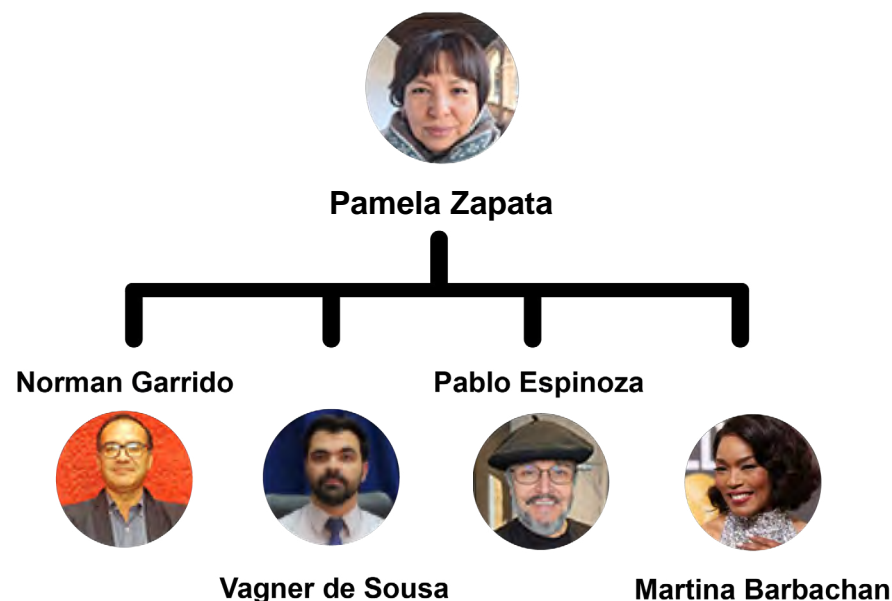 Pamela Zapata
Norman Garrido
Pablo Espinoza
Vagner de Sousa
Martina Barbachan